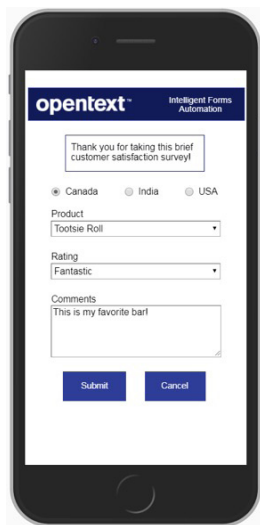 opentext™
Intelligent Forms
Automation
Thank you for taking this brief
customer satisfaction survey!
Canada India USA
Product
Tootsie Roll
Rating
Fantastic
Comments
This is my favorite bar!
Submit Cancel